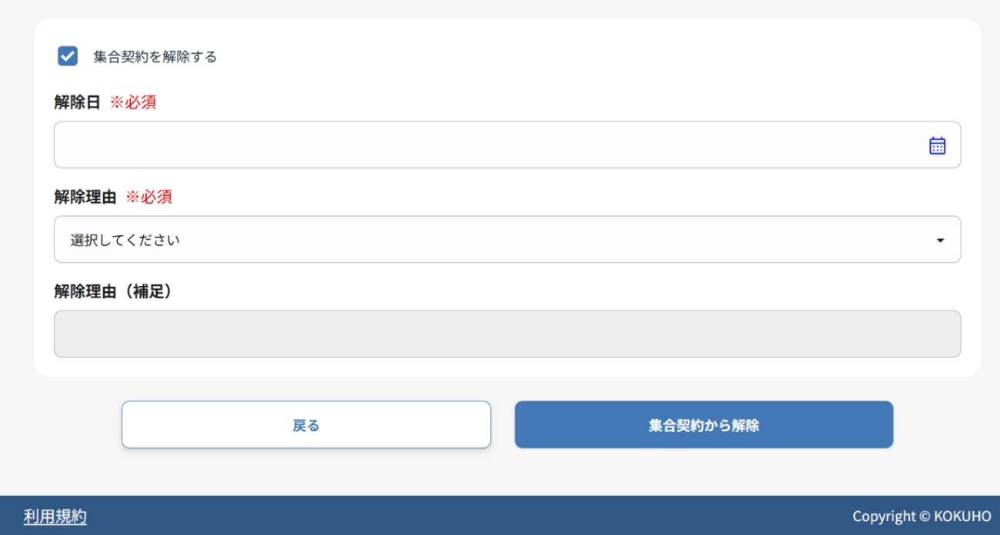 集合契約を解除する
解除日 ※必須
解除理由 ※必須
選択してください
解除理由（補足）
戻る
集合契約から解除
利用規約
Copyright © KOKUHO